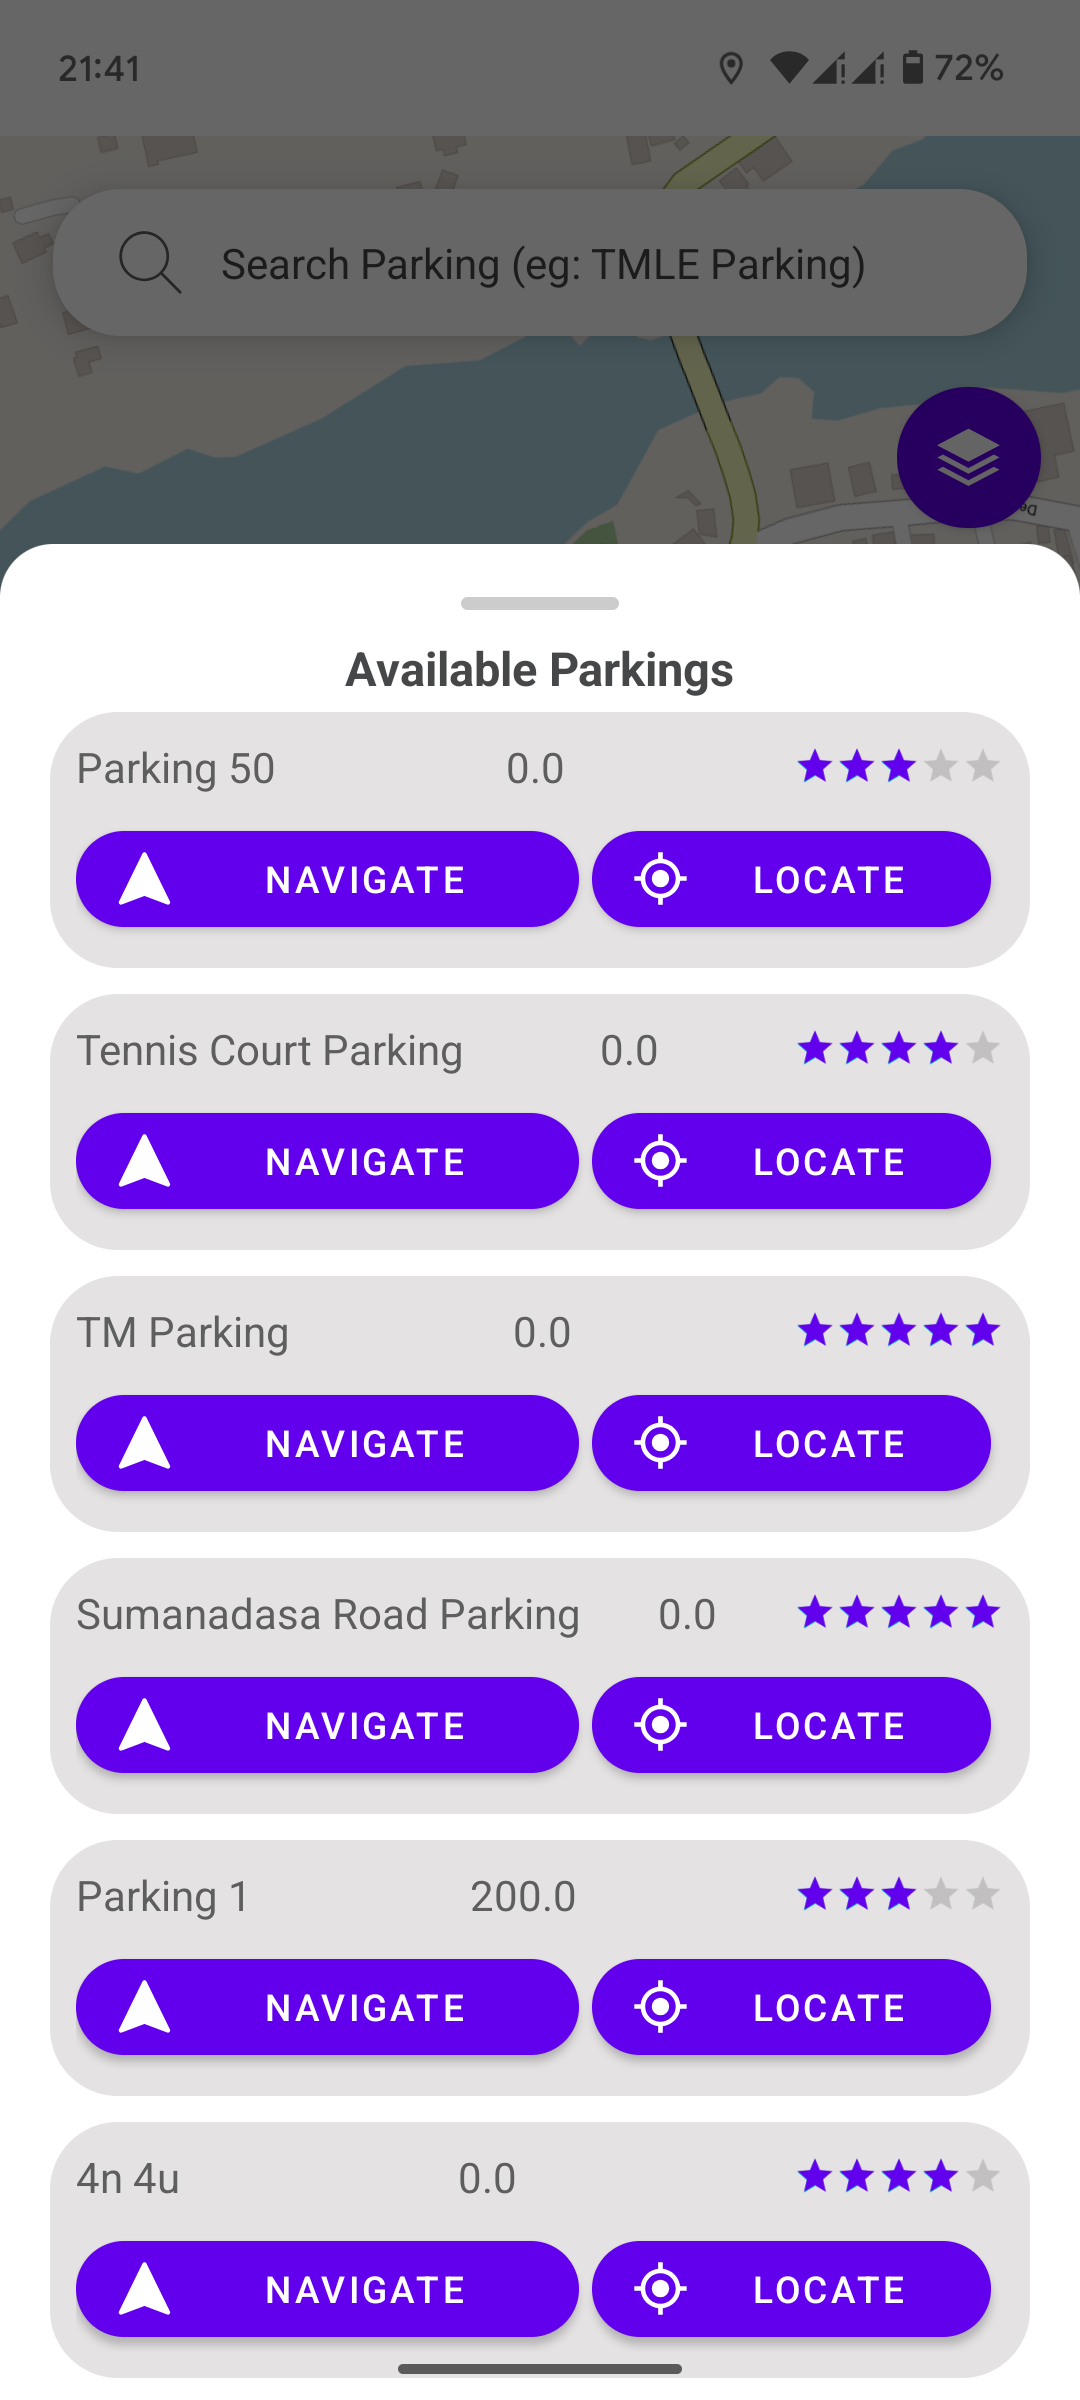 21:41
72%
Search Parking (eg: TMLE Parking)
Available Parkings
Parking 50 0.0
NAVIGATE LOCATE
Tennis Court Parking 0.0
NAVIGATE LOCATE
TM Parking 0.0
NAVIGATE LOCATE
Sumanadasa Road Parking 0.0
NAVIGATE LOCATE
Parking 1 200.0
NAVIGATE LOCATE
4n 4u 0.0
NAVIGATE LOCATE